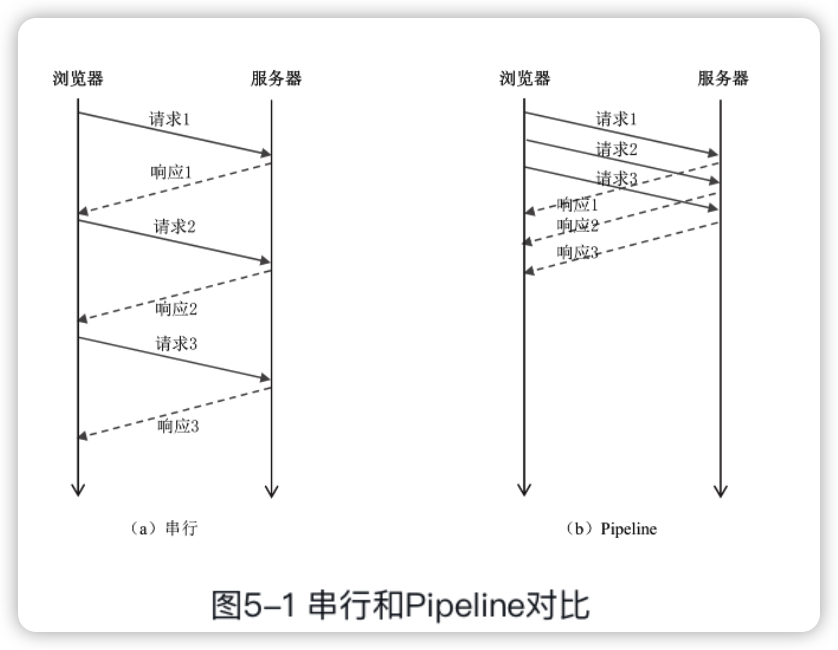 浏览器
服务器
请求1
响应1
请求2
响应2
请求3
响应3
（a）串行
浏览器
服务器
请求1
请求2
请求3
响应1
响应2
响应3
（b）Pipeline
图5–1 串行和Pipeline对比